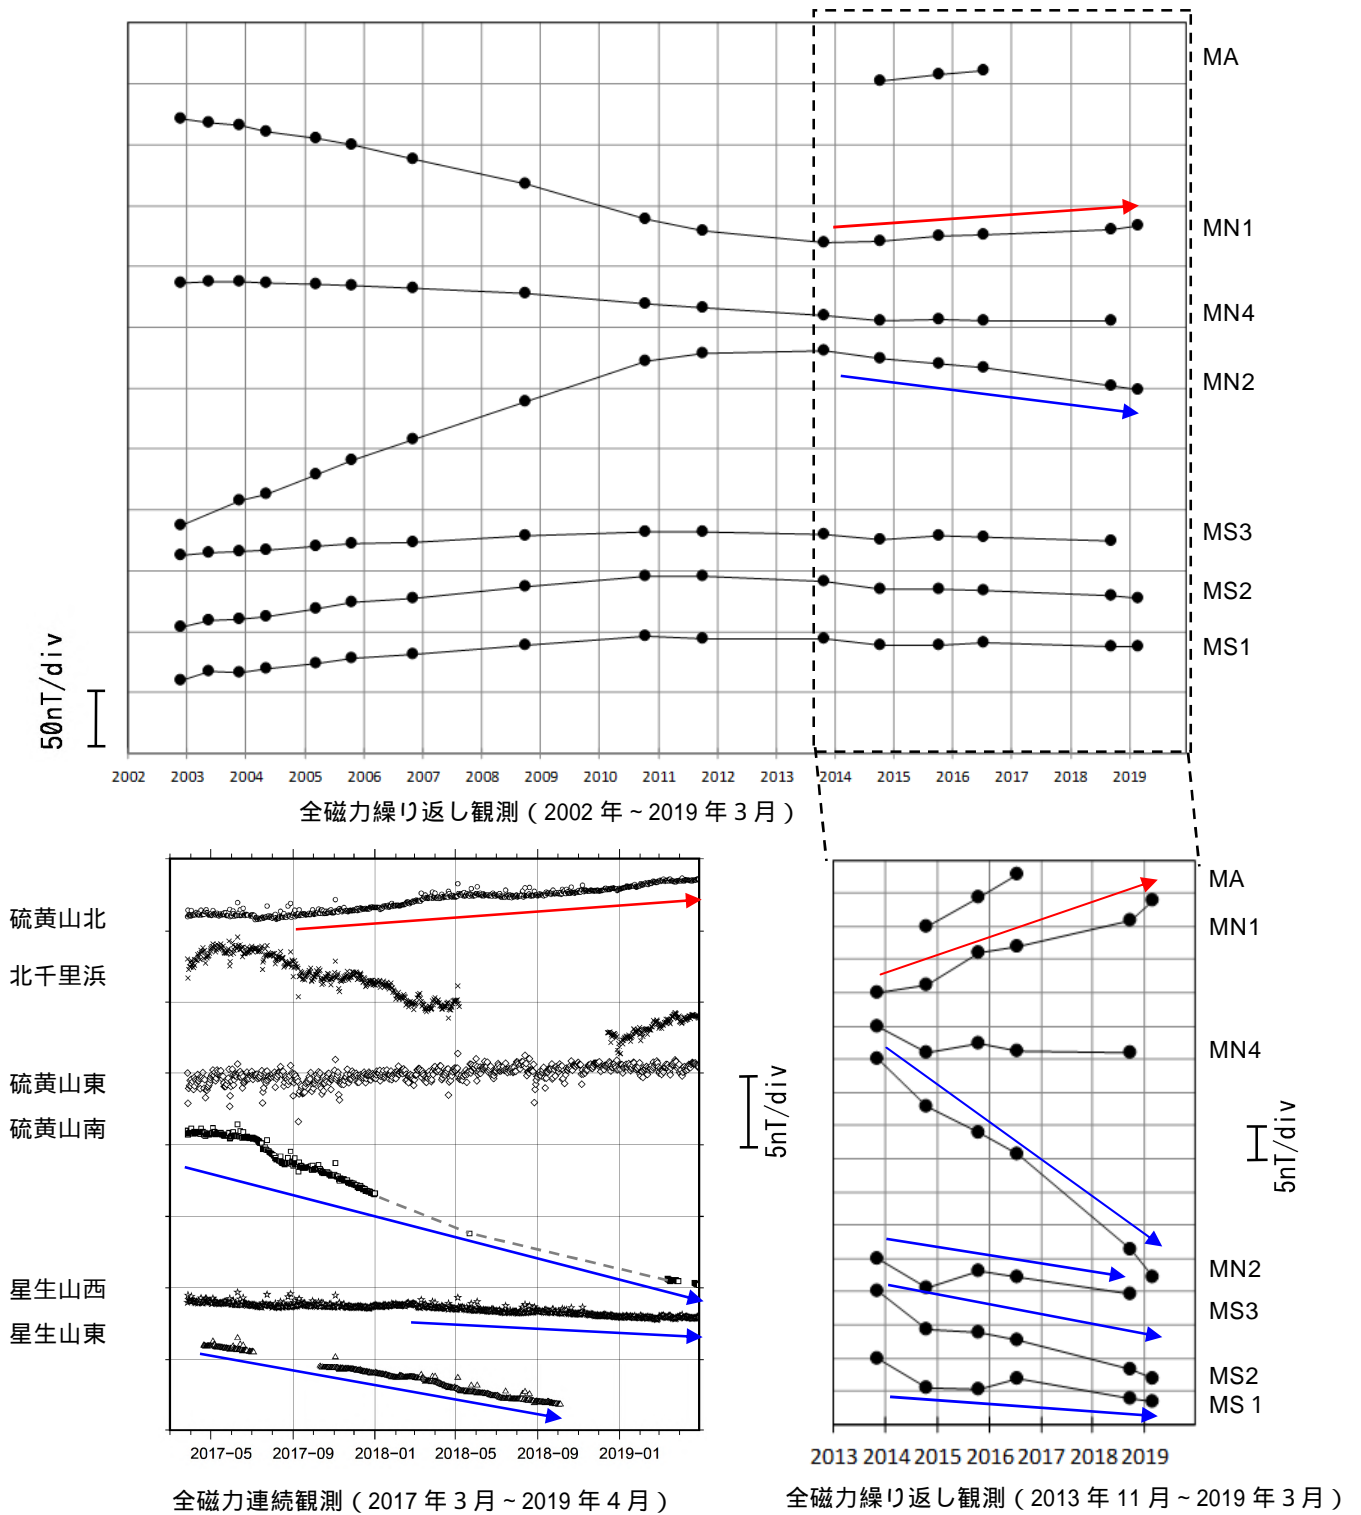 MA
MN1
MN4
MN2
MS3
MS2
MS1
50nT/div
2002 2003 2004 2005 2006 2007 2008 2009 2010 2011 2012 2013 2014 2015 2016 2017 2018 2019
全磁力繰り返し観測（2002 年～2019 年 3 月）
硫黄山北
北千里浜
硫黄山東
硫黄山南
星生山西
星生山東
5nT/div
2017-05 2017-09 2018-01 2018-05 2018-09 2019-01
全磁力連続観測（2017 年 3 月～2019 年 4 月）
MA
MN1
MN4
5nT/div
MN2
MS3
MS2
MS 1
2013 2014 2015 2016 2017 2018 2019
全磁力繰り返し観測（2013 年 11 月～2019 年 3 月）